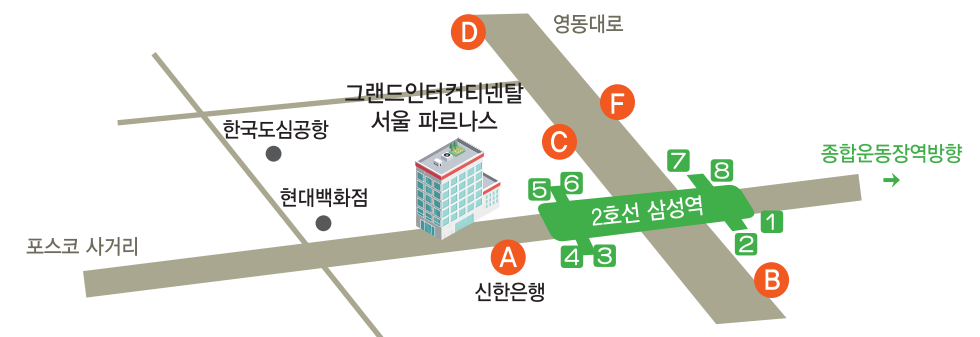 D
영동대로
그랜드인터컨티넨탈
서울 파르나스
F
한국도심공항
C
종합운동장역방향
7
8
5
6
현대백화점
2호선 삼성역
1
2
포스코 사거리
4
3
A
B
신한은행